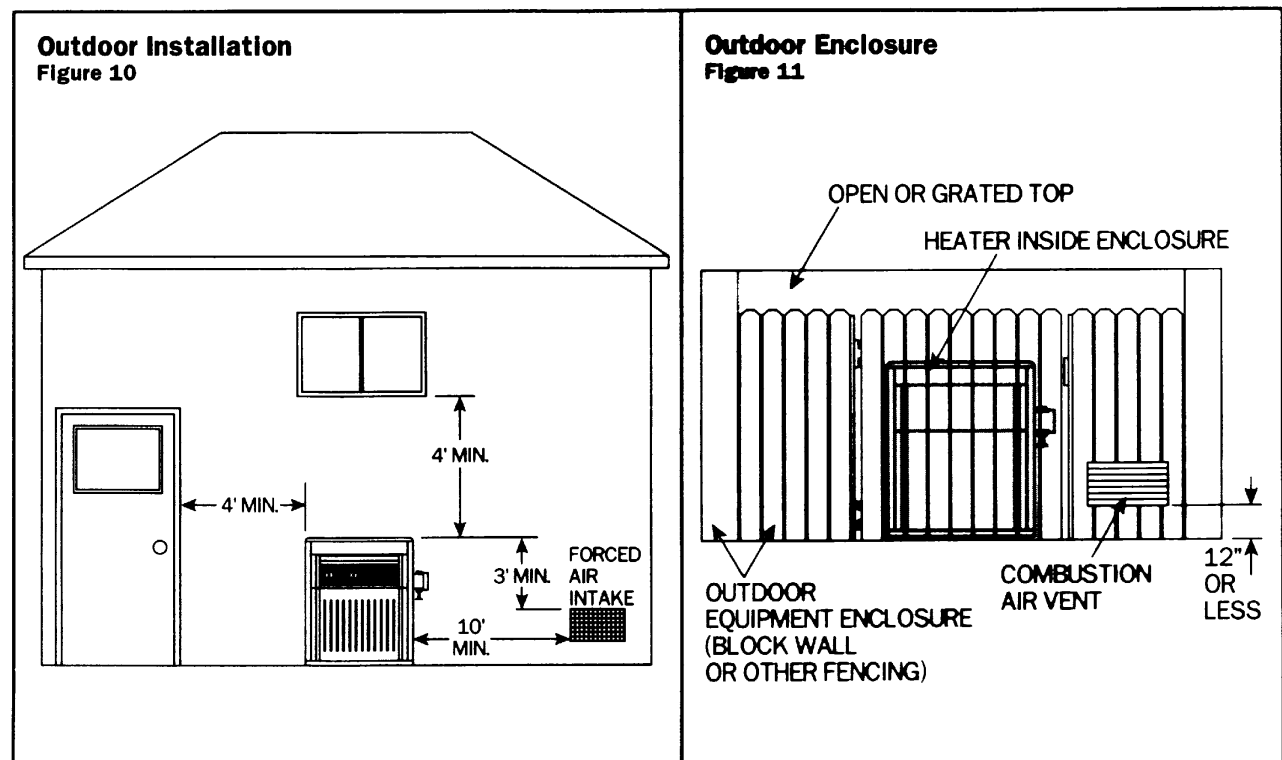 Outdoor Installation
Figure 10
4' MIN.
4' MIN.
3' MIN.
FORCED
AIR
INTAKE
10'
MIN.
Outdoor Enclosure
Figure 11
OPEN OR GRATED TOP
HEATER INSIDE ENCLOSURE
OUTDOOR
EQUIPMENT ENCLOSURE
(BLOCK WALL
OR OTHER FENCING)
COMBUSTION
AIR VENT
12"
OR
LESS